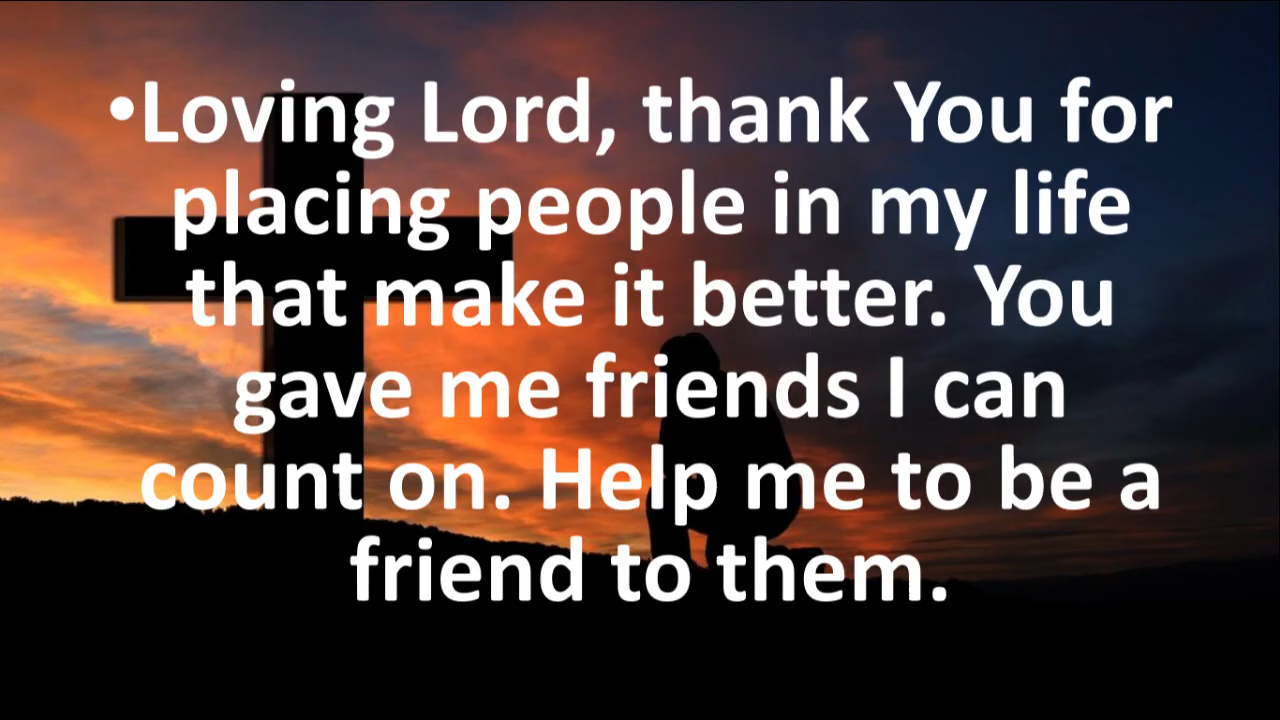 •Loving Lord, thank You for
placing people in my life
that make it better. You
gave me friends I can
count on. Help me to be a
friend to them.